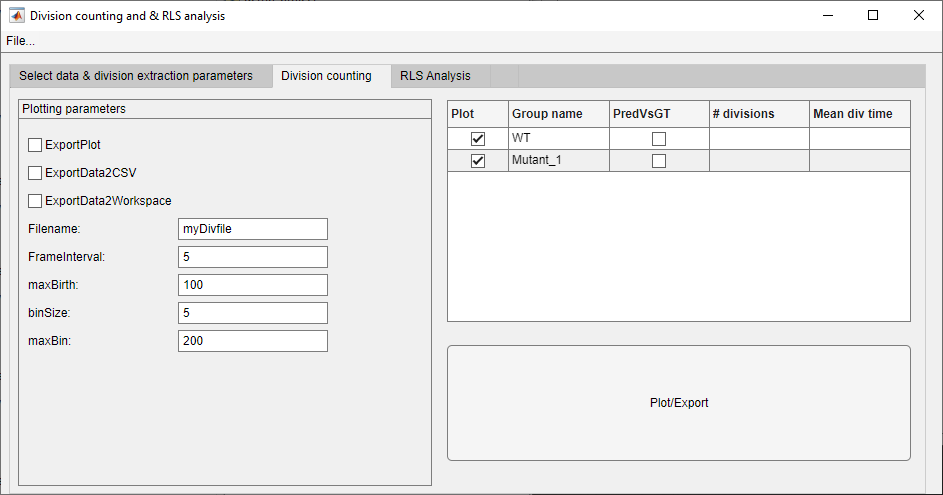 Division counting and & RLS analysis
File...
Select data & division extraction parameters
Division counting
RLS Analysis
Plotting parameters
ExportPlot
ExportData2CSV
ExportData2Workspace
Filename: myDivfile
FrameInterval: 5
maxBirth: 100
binSize: 5
maxBin: 200
Plot Group name PredVsGT # divisions Mean div time
WT
Mutant_1
Plot/Export